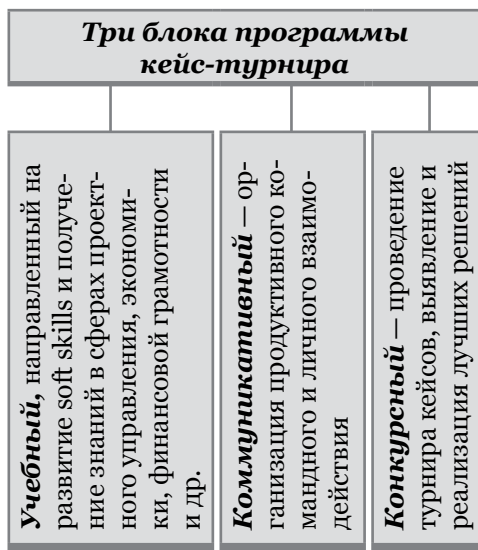 Три блока программы
кейс-турнира
Учебный, направленный на
развитие soft skills и получе-
ние знаний в сферах проект-
ного управления, экономи-
ки, финансовой грамотности
и др.
Коммуникативный — ор-
ганизация продуктивного ко-
мандного и личного взаимо-
действия
Конкурсный — проведение
турнира кейсов, выявление и
реализация лучших решений